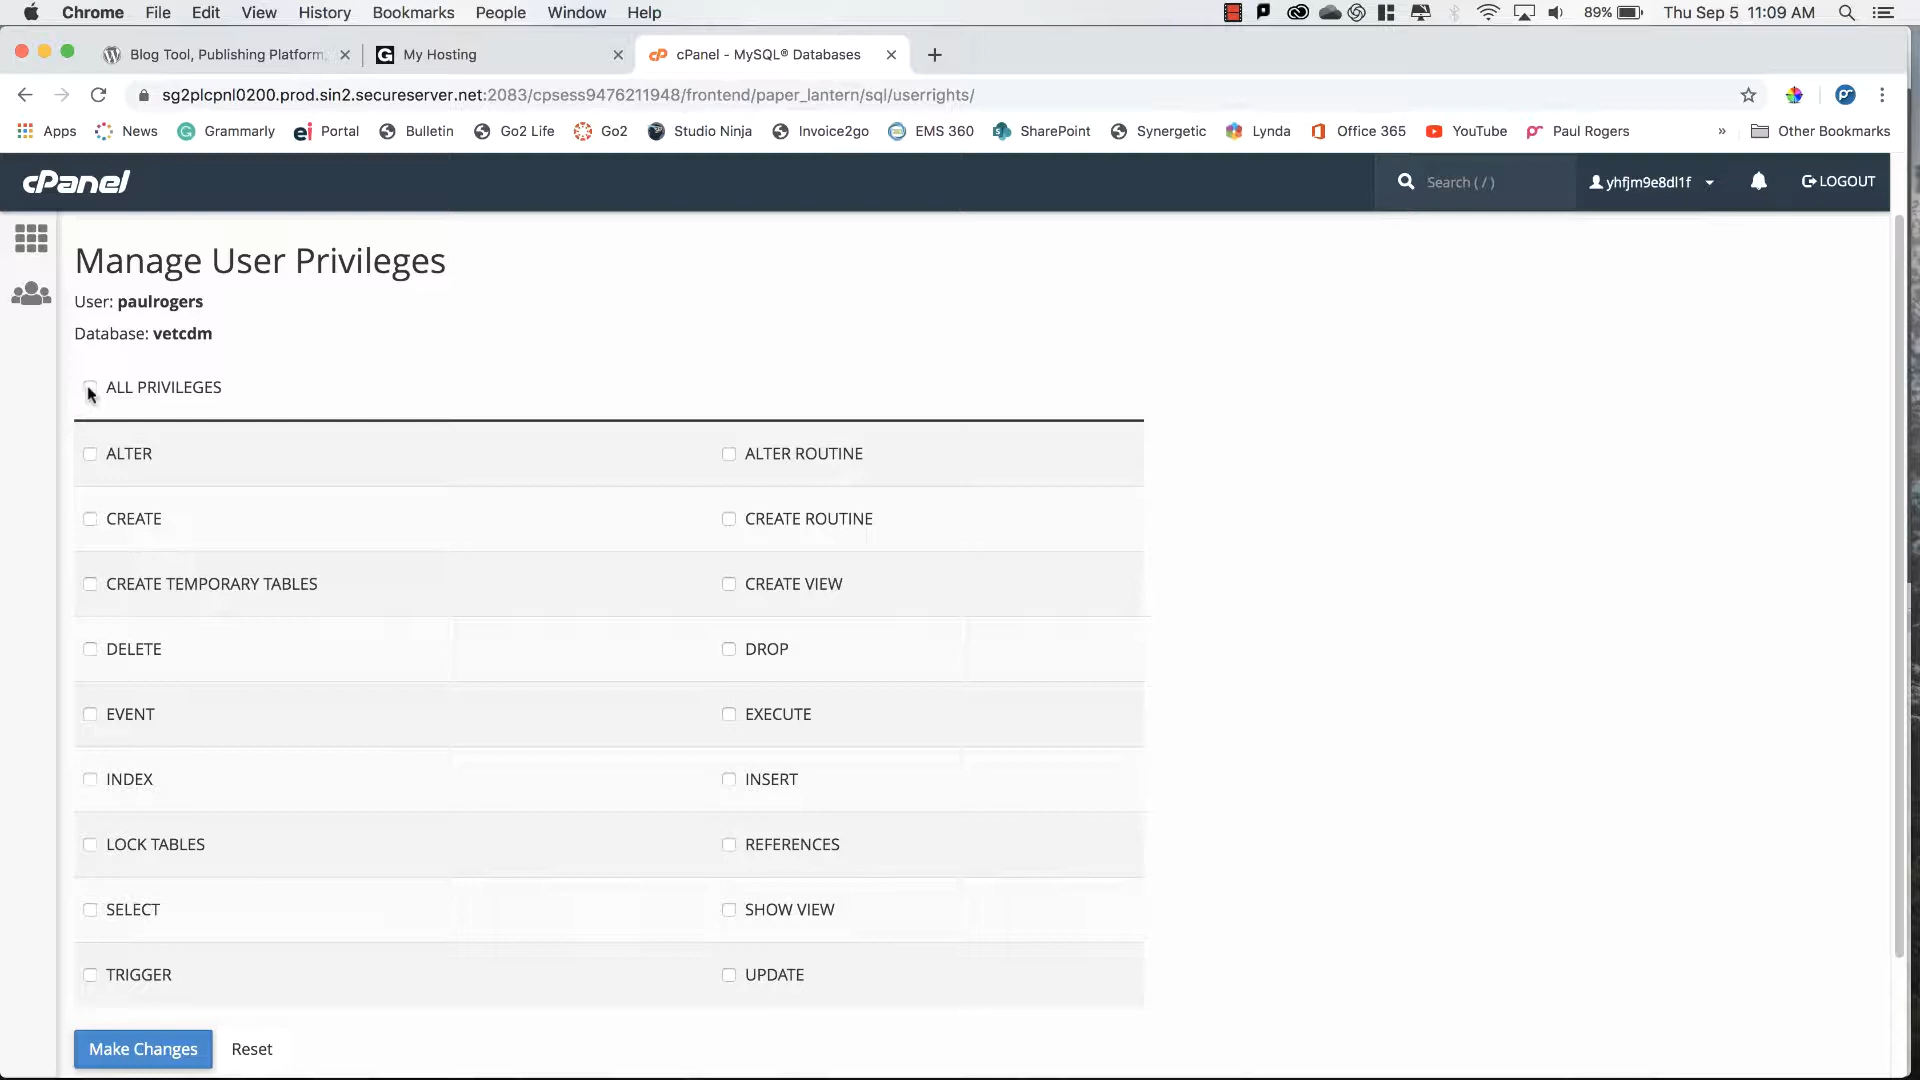 Chrome File Edit View History Bookmarks People Window Help 89% Thu Sep 5 11:09 AM
Blog Tool, Publishing Platform, My Hosting cPanel - MySQL® Databases
sg2plcpnl0200.prod.sin2.secureserver.net:2083/cpsess9476211948/frontend/paper_lantern/sql/userrights/
Apps News Grammarly Portal Bulletin Go2 Life Go2 Studio Ninja Invoice2go EMS 360 SharePoint Synergetic Lynda Office 365 YouTube Paul Rogers » Other Bookmarks
cPanel Search ( / ) yhfjm9e8dl1f LOGOUT
Manage User Privileges
User: paulrogers
Database: vetcdm
ALL PRIVILEGES
ALTER ALTER ROUTINE
CREATE CREATE ROUTINE
CREATE TEMPORARY TABLES CREATE VIEW
DELETE DROP
EVENT EXECUTE
INDEX INSERT
LOCK TABLES REFERENCES
SELECT SHOW VIEW
TRIGGER UPDATE
Make Changes Reset